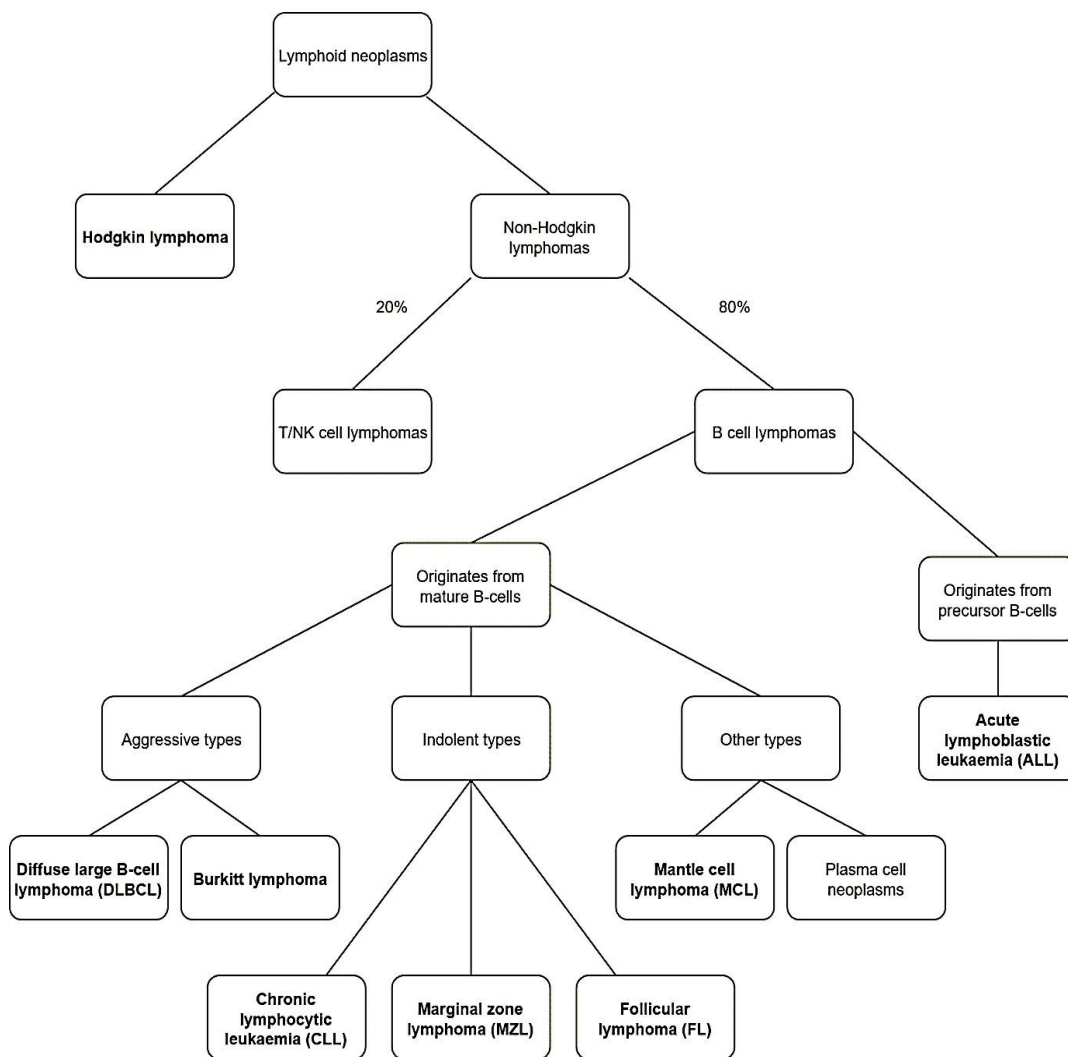 Lymphoid neoplasms
Hodgkin lymphoma
Non-Hodgkin
lymphomas
20%
80%
T/NK cell lymphomas
B cell lymphomas
Originates from
mature B-cells
Originates from
precursor B-cells
Aggressive types
Indolent types
Other types
Acute
lymphoblastic
leukaemia (ALL)
Diffuse large B-cell
lymphoma (DLBCL)
Burkitt lymphoma
Mantle cell
lymphoma (MCL)
Plasma cell
neoplasms
Chronic
lymphocytic
leukaemia (CLL)
Marginal zone
lymphoma (MZL)
Follicular
lymphoma (FL)